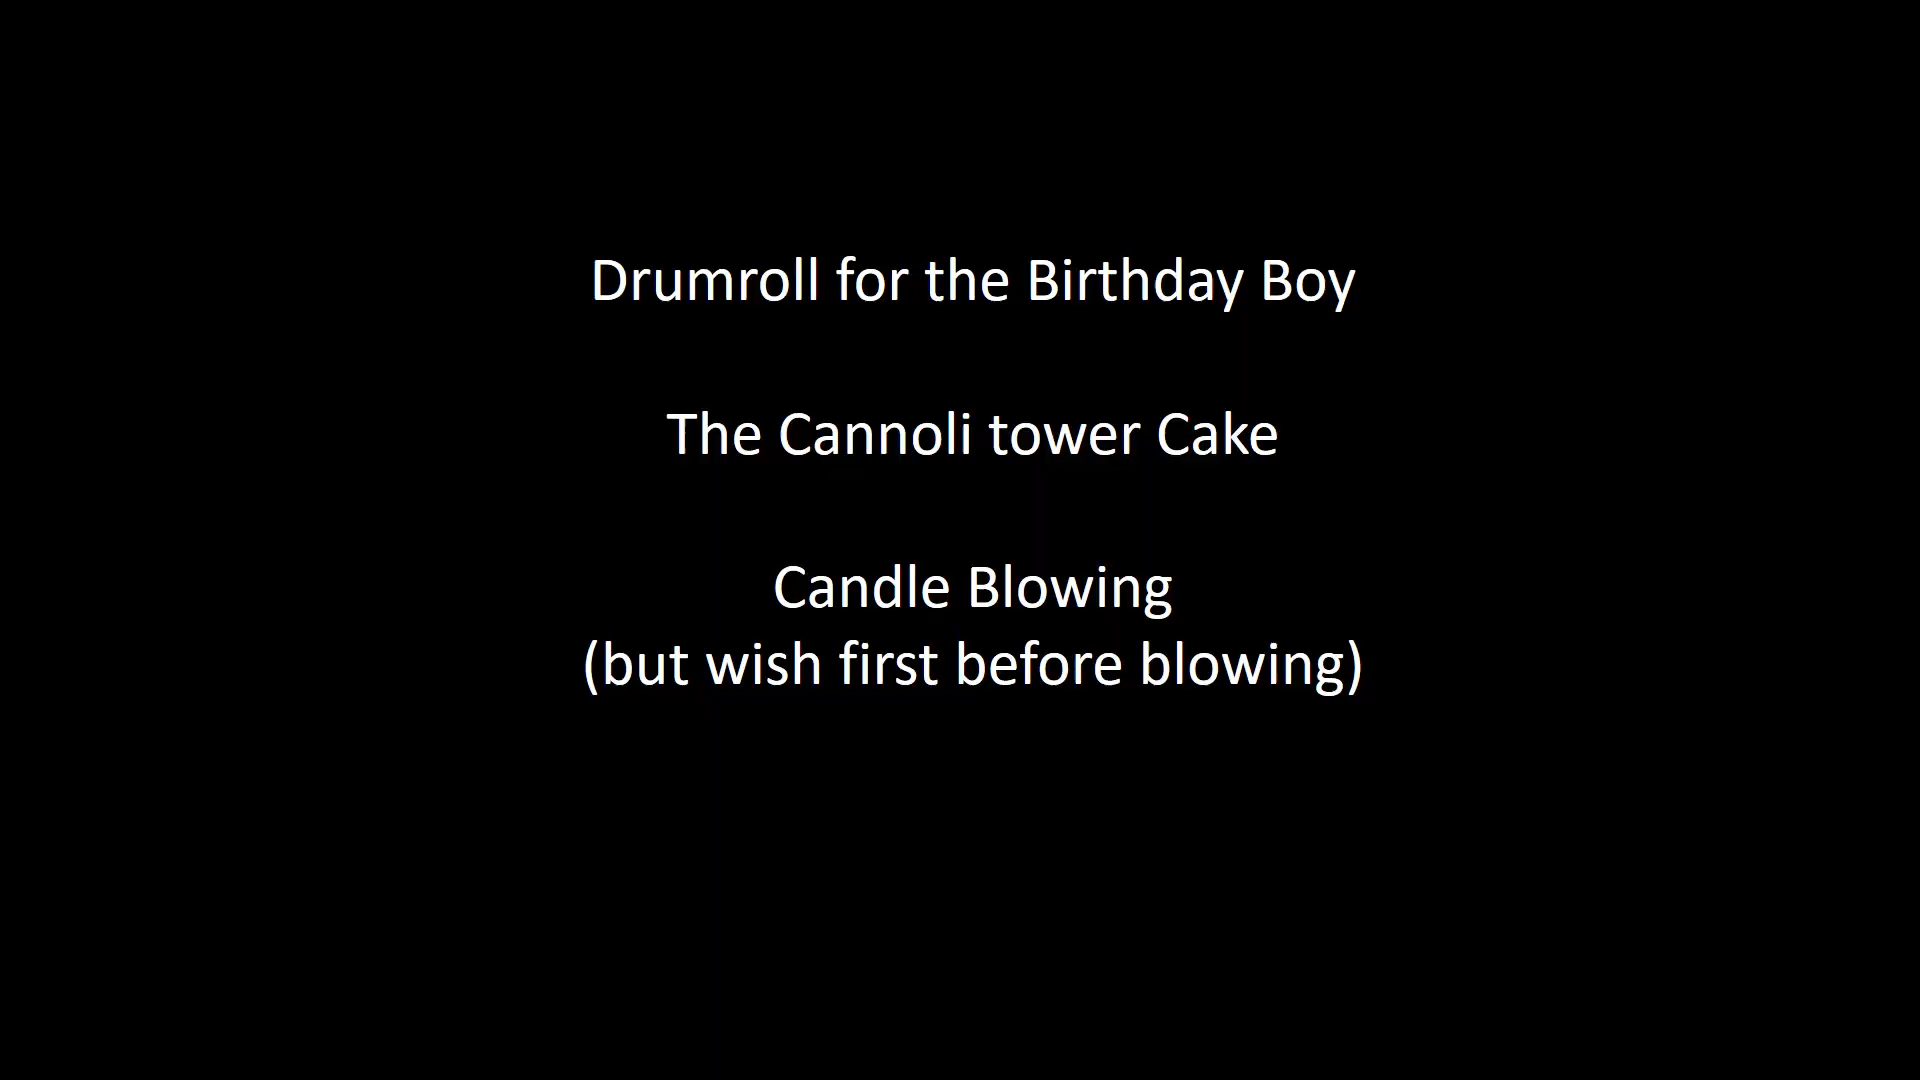 Drumroll for the Birthday Boy
The Cannoli tower Cake
Candle Blowing
(but wish first before blowing)